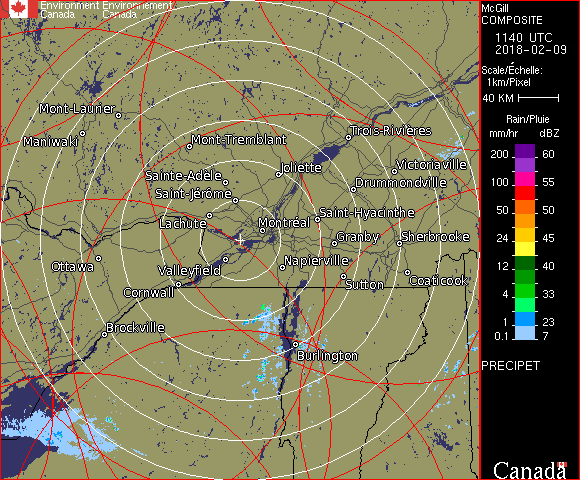 Environment Environnement
Canada Canada
McGill
COMPOSITE
1140 UTC
2018-02-09
Scale/Échelle:
1km/Pixel
40 KM
Rain/Pluie
mm/hr dBZ
200 60
150 55
100 55
50 50
24 45
12 40
4 33
1 23
0.1 7
PRECIPET
Canada
Mont-Laurier
Maniwaki
Mont-Tremblant
Trois-Rivières
Joliette
Victoriaville
Sainte-Adèle
Drummondville
Saint-Jérôme
Saint-Hyacinthe
Lachute
Montréal
Granby
Sherbrooke
Ottawa
Valleyfield
Napierville
Coaticook
Cornwall
Sutton
Brockville
Burlington